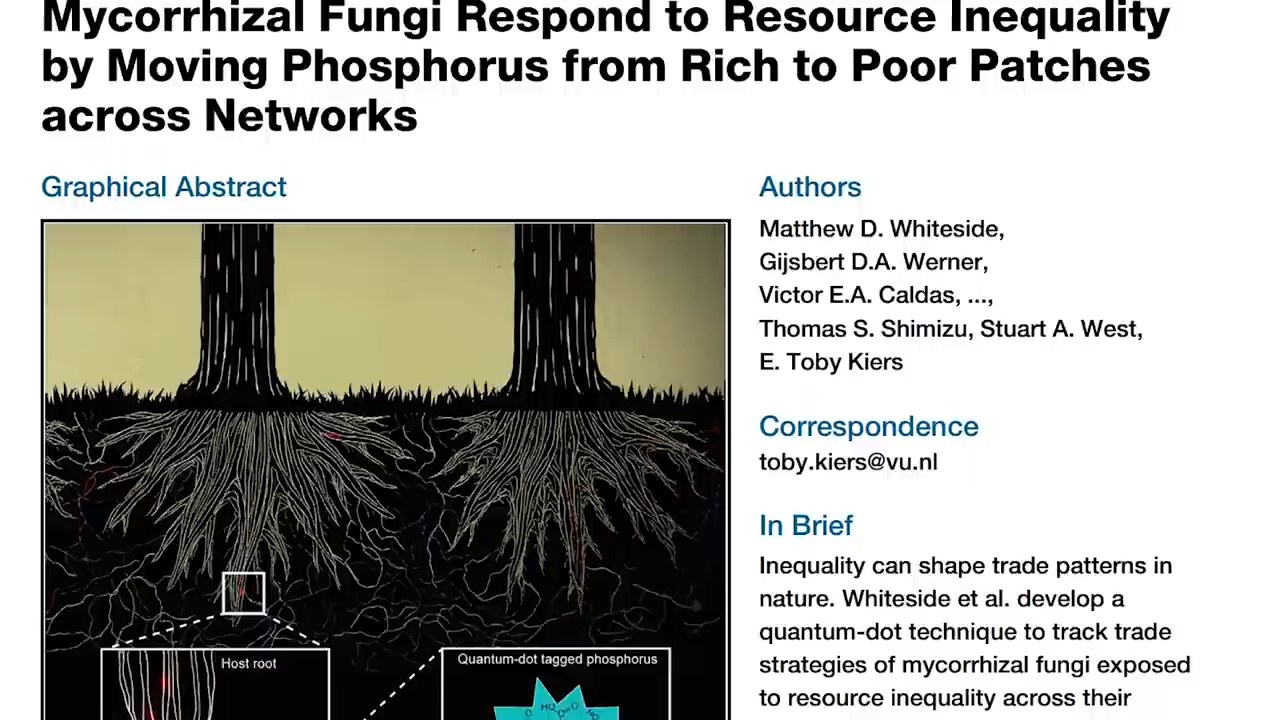 Mycorrhizal Fungi Respond to Resource Inequality
by Moving Phosphorus from Rich to Poor Patches
across Networks
Graphical Abstract
Host root
Quantum-dot tagged phosphorus
HO
O
O
HO
Authors
Matthew D. Whiteside,
Gijsbert D.A. Werner,
Victor E.A. Caldas, ...,
Thomas S. Shimizu, Stuart A. West,
E. Toby Kiers
Correspondence
toby.kiers@vu.nl
In Brief
Inequality can shape trade patterns in
nature. Whiteside et al. develop a
quantum-dot technique to track trade
strategies of mycorrhizal fungi exposed
to resource inequality across their